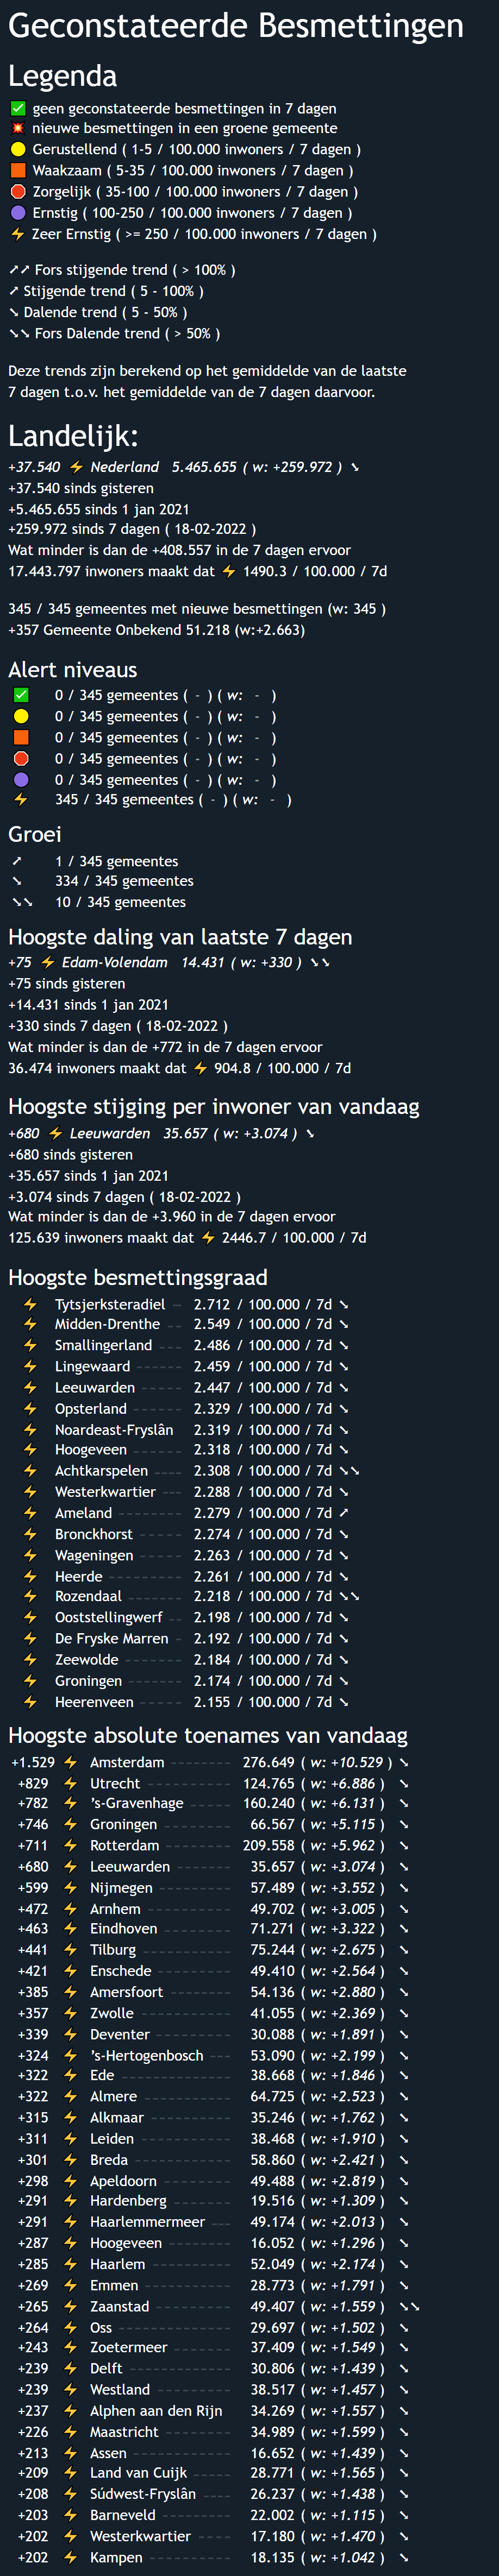 Geconstateerde Besmettingen
Legenda
✅ geen geconstateerde besmettingen in 7 dagen
💥 nieuwe besmettingen in een groene gemeente
🟡 Gerustellend ( 1-5 / 100.000 inwoners / 7 dagen )
🟧 Waakzaam ( 5-35 / 100.000 inwoners / 7 dagen )
🛑 Zorgelijk ( 35-100 / 100.000 inwoners / 7 dagen )
🟣 Ernstig ( 100-250 / 100.000 inwoners / 7 dagen )
⚡ Zeer Ernstig ( >= 250 / 100.000 inwoners / 7 dagen )
➚➚ Fors stijgende trend ( > 100% )
➚ Stijgende trend ( 5 - 100% )
➘ Dalende trend ( 5 - 50% )
➘➘ Fors Dalende trend ( > 50% )
Deze trends zijn berekend op het gemiddelde van de laatste
7 dagen t.o.v. het gemiddelde van de 7 dagen daarvoor.
Landelijk:
+37.540 ⚡ Nederland 5.465.655 ( w: +259.972 ) ➘
+37.540 sinds gisteren
+5.465.655 sinds 1 jan 2021
+259.972 sinds 7 dagen ( 18-02-2022 )
Wat minder is dan de +408.557 in de 7 dagen ervoor
17.443.797 inwoners maakt dat ⚡ 1490.3 / 100.000 / 7d
345 / 345 gemeentes met nieuwe besmettingen (w: 345 )
+357 Gemeente Onbekend 51.218 (w:+2.663)
Alert niveaus
✅ 0 / 345 gemeentes ( - ) ( w: - )
🟡 0 / 345 gemeentes ( - ) ( w: - )
🟧 0 / 345 gemeentes ( - ) ( w: - )
🛑 0 / 345 gemeentes ( - ) ( w: - )
🟣 0 / 345 gemeentes ( - ) ( w: - )
⚡ 345 / 345 gemeentes ( - ) ( w: - )
Groei
➚ 1 / 345 gemeentes
➘ 334 / 345 gemeentes
➘➘ 10 / 345 gemeentes
Hoogste daling van laatste 7 dagen
+75 ⚡ Edam-Volendam 14.431 ( w: +330 ) ➘➘
+75 sinds gisteren
+14.431 sinds 1 jan 2021
+330 sinds 7 dagen ( 18-02-2022 )
Wat minder is dan de +772 in de 7 dagen ervoor
36.474 inwoners maakt dat ⚡ 904.8 / 100.000 / 7d
Hoogste stijging per inwoner van vandaag
+680 ⚡ Leeuwarden 35.657 ( w: +3.074 ) ➘
+680 sinds gisteren
+35.657 sinds 1 jan 2021
+3.074 sinds 7 dagen ( 18-02-2022 )
Wat minder is dan de +3.960 in de 7 dagen ervoor
125.639 inwoners maakt dat ⚡ 2446.7 / 100.000 / 7d
Hoogste besmettingsgraad
⚡ Tytsjerksteradiel 2.712 / 100.000 / 7d ➘
⚡ Midden-Drenthe 2.549 / 100.000 / 7d ➘
⚡ Smallingerland 2.486 / 100.000 / 7d ➘
⚡ Lingewaard 2.459 / 100.000 / 7d ➘
⚡ Leeuwarden 2.447 / 100.000 / 7d ➘
⚡ Opsterland 2.329 / 100.000 / 7d ➘
⚡ Noardeast-Fryslân 2.319 / 100.000 / 7d ➘
⚡ Hoogeveen 2.318 / 100.000 / 7d ➘
⚡ Achtkarspelen 2.308 / 100.000 / 7d ➘➘
⚡ Westerkwartier 2.288 / 100.000 / 7d ➘
⚡ Ameland 2.279 / 100.000 / 7d ➚
⚡ Bronckhorst 2.274 / 100.000 / 7d ➘
⚡ Wageningen 2.263 / 100.000 / 7d ➘
⚡ Heerde 2.261 / 100.000 / 7d ➘
⚡ Rozendaal 2.218 / 100.000 / 7d ➘➘
⚡ Ooststellingwerf 2.198 / 100.000 / 7d ➘
⚡ De Fryske Marren 2.192 / 100.000 / 7d ➘
⚡ Zeewolde 2.184 / 100.000 / 7d ➘
⚡ Groningen 2.174 / 100.000 / 7d ➘
⚡ Heerenveen 2.155 / 100.000 / 7d ➘
Hoogste absolute toenames van vandaag
+1.529 ⚡ Amsterdam 276.649 ( w: +10.529 ) ➘
+829 ⚡ Utrecht 124.765 ( w: +6.886 ) ➘
+782 ⚡ ’s-Gravenhage 160.240 ( w: +6.131 ) ➘
+746 ⚡ Groningen 66.567 ( w: +5.115 ) ➘
+711 ⚡ Rotterdam 209.558 ( w: +5.962 ) ➘
+680 ⚡ Leeuwarden 35.657 ( w: +3.074 ) ➘
+599 ⚡ Nijmegen 57.489 ( w: +3.552 ) ➘
+472 ⚡ Arnhem 49.702 ( w: +3.005 ) ➘
+463 ⚡ Eindhoven 71.271 ( w: +3.322 ) ➘
+441 ⚡ Tilburg 75.244 ( w: +2.675 ) ➘
+421 ⚡ Enschede 49.410 ( w: +2.564 ) ➘
+385 ⚡ Amersfoort 54.136 ( w: +2.880 ) ➘
+357 ⚡ Zwolle 41.055 ( w: +2.369 ) ➘
+339 ⚡ Deventer 30.088 ( w: +1.891 ) ➘
+324 ⚡ ’s-Hertogenbosch 53.090 ( w: +2.199 ) ➘
+322 ⚡ Ede 38.668 ( w: +1.846 ) ➘
+322 ⚡ Almere 64.725 ( w: +2.523 ) ➘
+315 ⚡ Alkmaar 35.246 ( w: +1.762 ) ➘
+311 ⚡ Leiden 38.468 ( w: +1.910 ) ➘
+301 ⚡ Breda 58.860 ( w: +2.421 ) ➘
+298 ⚡ Apeldoorn 49.488 ( w: +2.819 ) ➘
+291 ⚡ Hardenberg 19.516 ( w: +1.309 ) ➘
+291 ⚡ Haarlemmermeer 49.174 ( w: +2.013 ) ➘
+287 ⚡ Hoogeveen 16.052 ( w: +1.296 ) ➘
+285 ⚡ Haarlem 52.049 ( w: +2.174 ) ➘
+269 ⚡ Emmen 28.773 ( w: +1.791 ) ➘
+265 ⚡ Zaanstad 49.407 ( w: +1.559 ) ➘➘
+264 ⚡ Oss 29.697 ( w: +1.502 ) ➘
+243 ⚡ Zoetermeer 37.409 ( w: +1.549 ) ➘
+239 ⚡ Delft 30.806 ( w: +1.439 ) ➘
+239 ⚡ Westland 38.517 ( w: +1.457 ) ➘
+237 ⚡ Alphen aan den Rijn 34.269 ( w: +1.557 ) ➘
+226 ⚡ Maastricht 34.989 ( w: +1.599 ) ➘
+213 ⚡ Assen 16.652 ( w: +1.439 ) ➘
+209 ⚡ Land van Cuijk 28.771 ( w: +1.565 ) ➘
+208 ⚡ Súdwest-Fryslân 26.237 ( w: +1.438 ) ➘
+203 ⚡ Barneveld 22.002 ( w: +1.115 ) ➘
+202 ⚡ Westerkwartier 17.180 ( w: +1.470 ) ➘
+202 ⚡ Kampen 18.135 ( w: +1.042 ) ➘